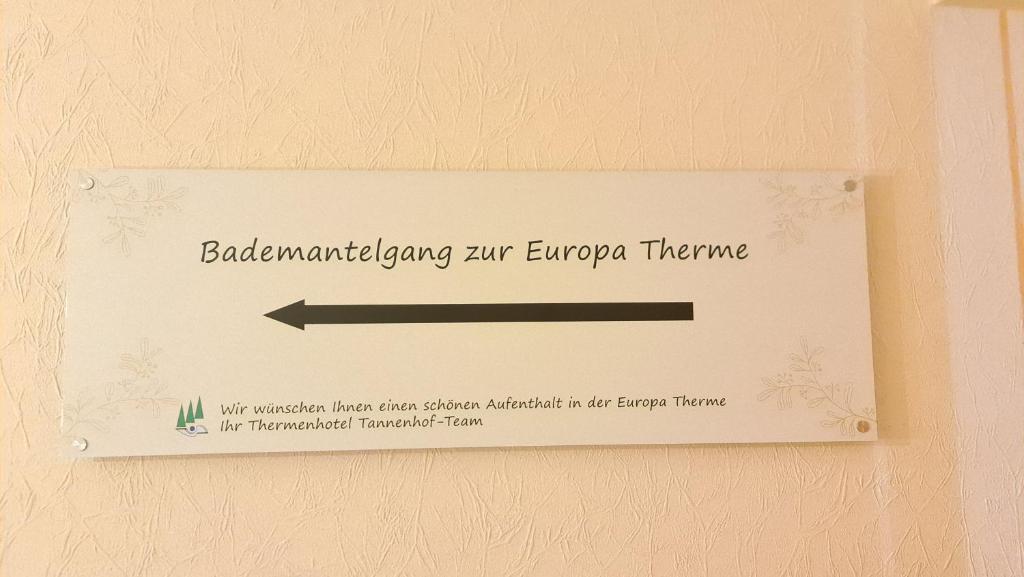 Bademantelgang zur Europa Therme
Wir wünschen Ihnen einen schönen Aufenthalt in der Europa Therme
Ihr Thermenhotel Tannenhof-Team